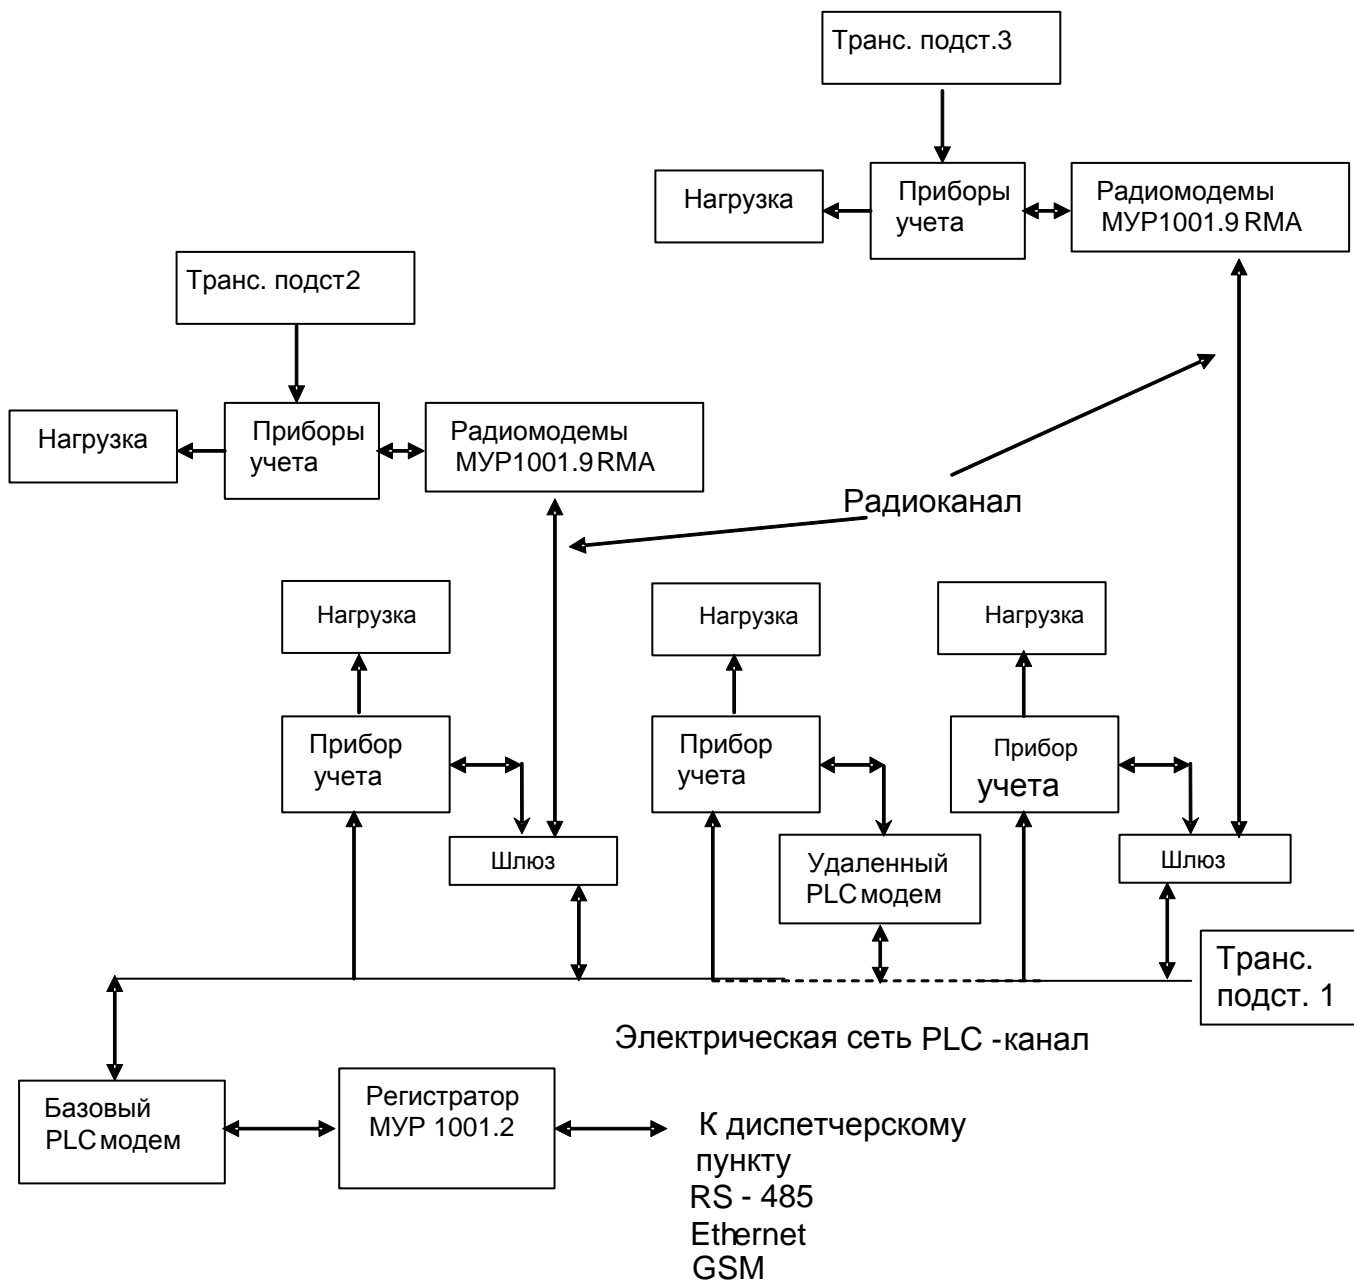 Транс. подст.3
Нагрузка
Приборы
учета
Радиомодемы
МУР1001.9 RMA
Транс. подст2
Нагрузка
Приборы
учета
Радиомодемы
МУР1001.9 RMA
Радиоканал
Нагрузка
Нагрузка
Нагрузка
Прибор
учета
Прибор
учета
Прибор
учета
Шлюз
Удаленный
PLC модем
Шлюз
Транс.
подст. 1
Электрическая сеть PLC -канал
Базовый
PLC модем
Регистратор
МУР 1001.2
К диспетчерскому
пункту
RS - 485
Ethernet
GSM